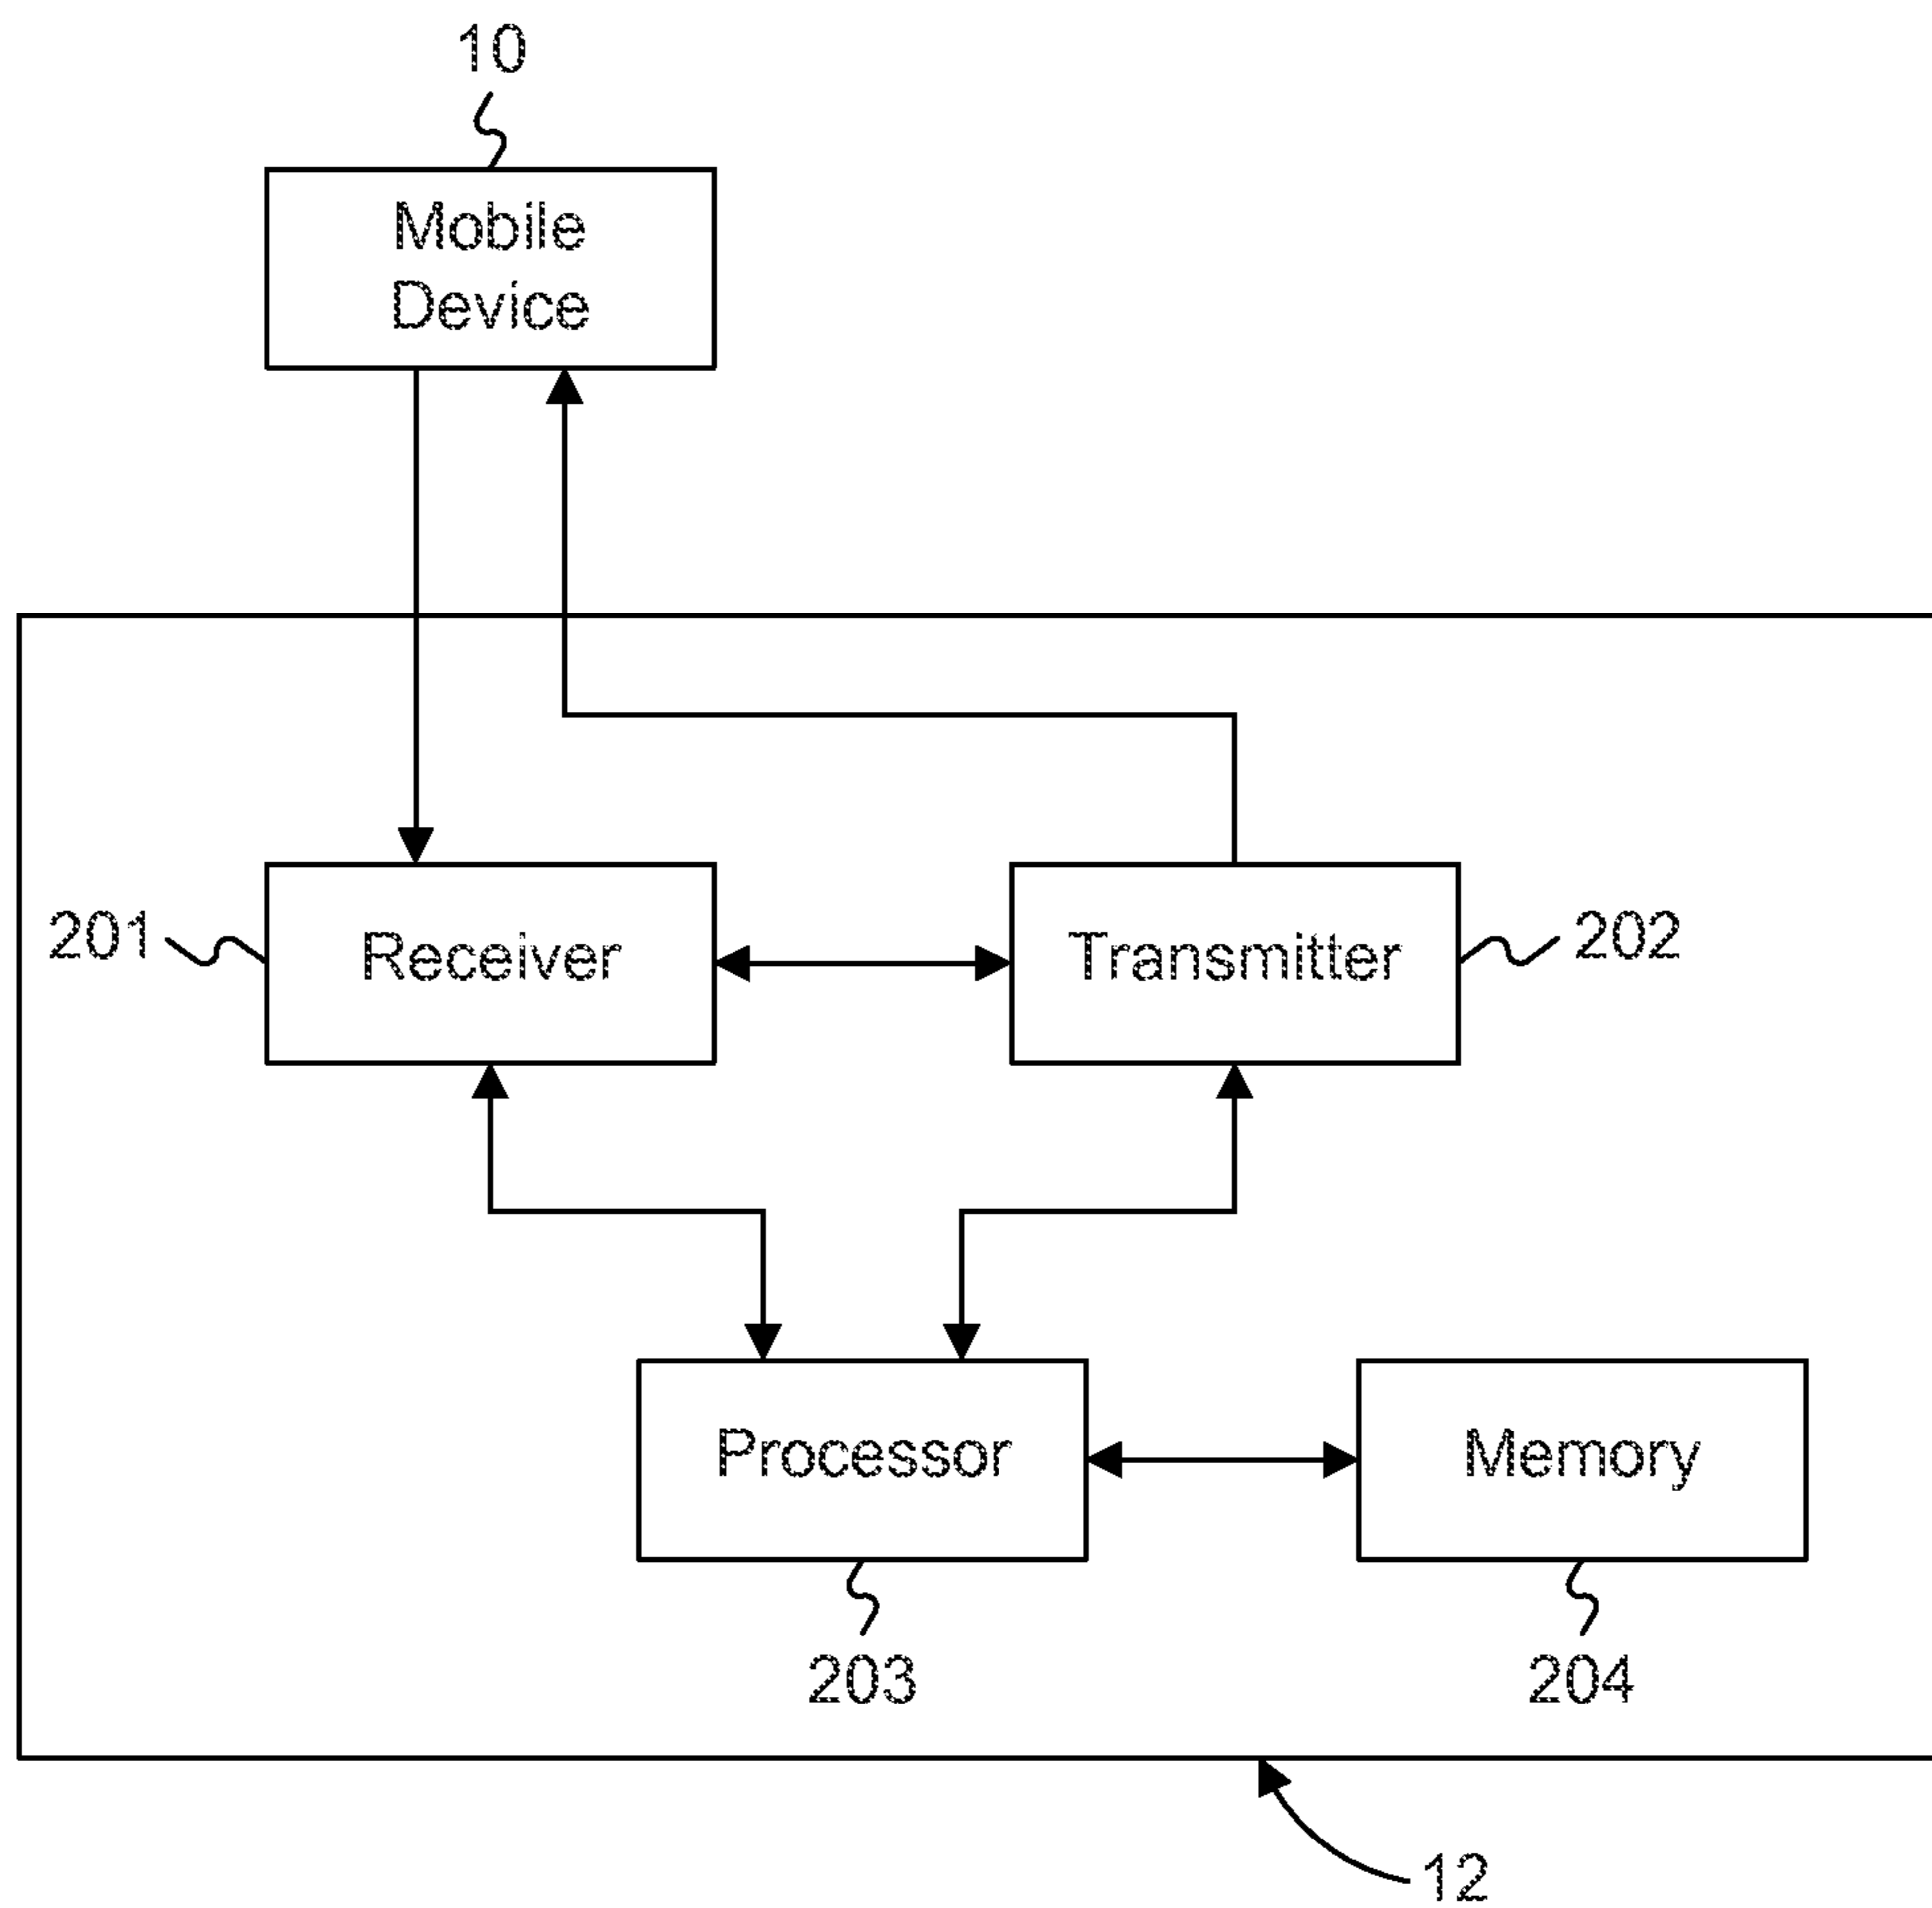 10
Mobile
Device
201
Receiver
Transmitter
202
Processor
Memory
203
204
12